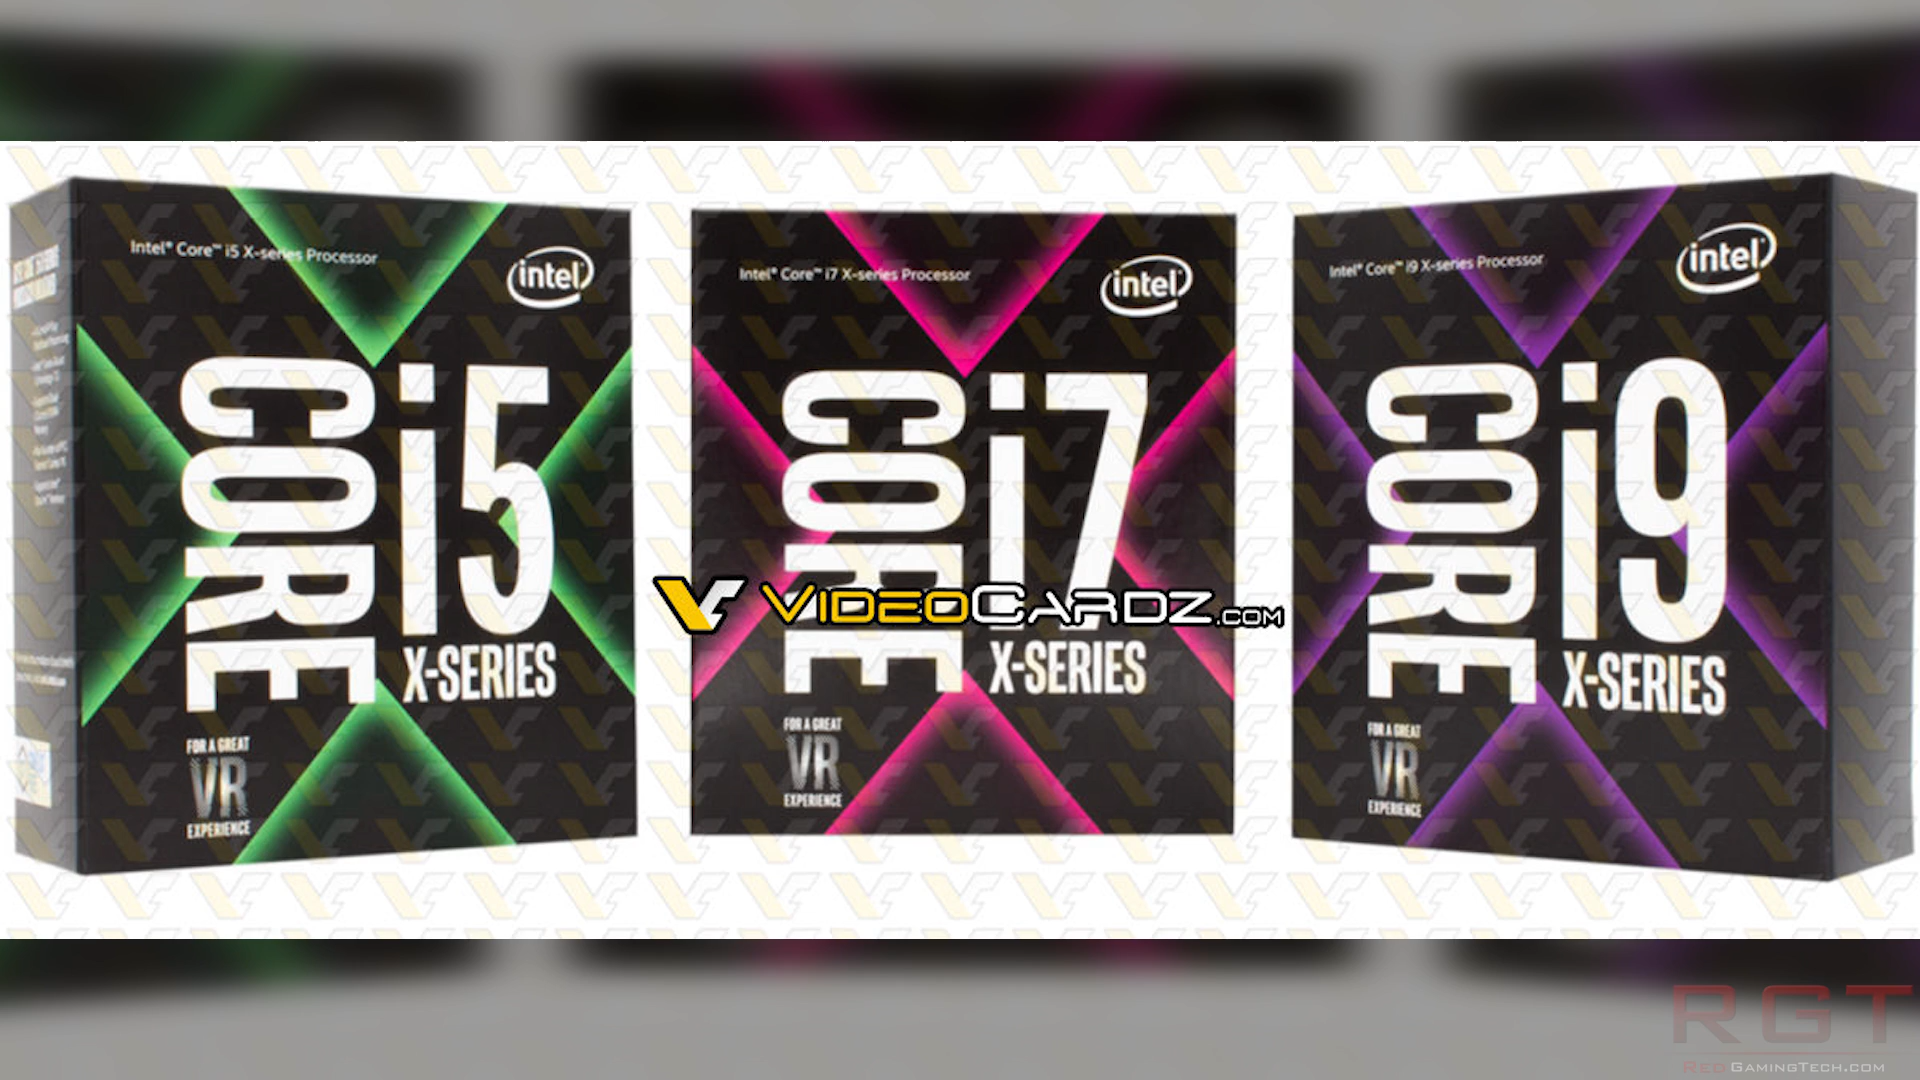 Intel® Core™ i5 X-series Processor
intel®
CORE
i5
X-SERIES
FOR A GREAT
VR
EXPERIENCE
Intel® Core™ i7 X-series Processor
intel®
CORE
i7
X-SERIES
FOR A GREAT
VR
EXPERIENCE
Intel® Core™ i9 X-series Processor
intel®
CORE
i9
X-SERIES
FOR A GREAT
VR
EXPERIENCE
VIDEOCARDZ.COM
RGT
REDGAMINGTECH.COM